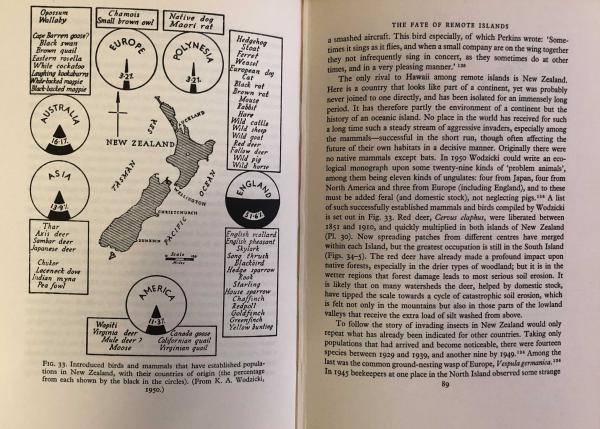 Opossum
Wallaby
Cape Barren goose?
Black swan
Brown quail
Eastern rosella
White cockatoo
Laughing kookaburra
White-backed magpie
Black-backed magpie
AUSTRALIA
16·1%
ASIA
13·9%
Thar
Axis deer
Sambar deer
Japanese deer
Chukor
Laceneck dove
Indian myna
Pea fowl
Chamois
Small brown owl
EUROPE
3·2%
Native dog
Maori rat
POLYNESIA
3·2%
NEW ZEALAND
TASMAN
SEA
AUCKLAND
WELLINGTON
CHRISTCHURCH
DUNEDIN
PACIFIC
OCEAN
Scale
Miles
Hedgehog
Stoat
Ferret
Weasel
European dog
Cat
Black rat
Brown rat
Mouse
Rabbit
Hare
Wild cattle
Wild sheep
Wild goat
Red deer
Fallow deer
Wild pig
Wild horse
ENGLAND
English mallard
English pheasant
Skylark
Song thrush
Blackbird
Hedge sparrow
Rook
Starling
House sparrow
Chaffinch
Redpoll
Goldfinch
Greenfinch
Yellow bunting
AMERICA
Wapiti
Virginia deer
Mule deer?
Moose
Canada goose
Californian quail
Virginian quail
FIG. 33. Introduced birds and mammals that have established popula-
tions in New Zealand, with their countries of origin (the percentage
from each shown by the black in the circles). (From K. A. Wodzicki,
1950.)
THE FATE OF REMOTE ISLANDS
a smashed aircraft. This bird especially, of which Perkins wrote: 'Some-
times it sings as it flies, and when a small company are on the wing together
they not infrequently sing in concert, as they sometimes do at other
times, and in a very pleasing manner.'
The only rival to Hawaii among remote islands is New Zealand.
Here is a country that looks like part of a continent, yet was probably
never joined to one directly, and has been isolated for an immensely long
period. It has therefore partly the environment of a continent but the
history of an oceanic island. No place in the world has received for such
a long time such a steady stream of aggressive invaders, especially among
the mammals—successful in the short run, though often affecting the
future of their own habitats in a decisive manner. Originally there were
no native mammals except bats. In 1950 Wodzicki could write an eco-
logical monograph upon some twenty-nine kinds of 'problem animals',
among them being eleven kinds of ungulates: four from Japan, four from
North America and three from Europe (including England), and to these
must be added feral (and domestic stock), not neglecting pigs. A list
of such successfully established mammals and birds compiled by Wodzicki
is set out in Fig. 33. Red deer, Cervus elaphus, were liberated between
1851 and 1910, and quickly multiplied in both islands of New Zealand
(Pl. 30). Now spreading patches from different centres have merged
within each Island, but the greatest occupation is still in the South Island
(Figs. 34–5). The red deer have already made a profound impact upon
native forests, especially in the drier types of woodland; but it is in the
wetter regions that forest damage leads to most serious soil erosion. It
is likely that on many watersheds the deer, helped by domestic stock,
have tipped the scale towards a cycle of catastrophic soil erosion, which
is felt not only in the mountains but also in those parts of the lowland
valleys that receive the extra load of silt washed from above.
To follow the story of invading insects in New Zealand would only
repeat what has already been indicated for other countries. Taking only
populations that had arrived and become noticeable, there were fourteen
species between 1929 and 1939, and another nine by 1949. Among the
last was the common ground-nesting wasp of Europe, Vespula germanica.
In 1945 beekeepers at one place in the North Island observed some strange
89